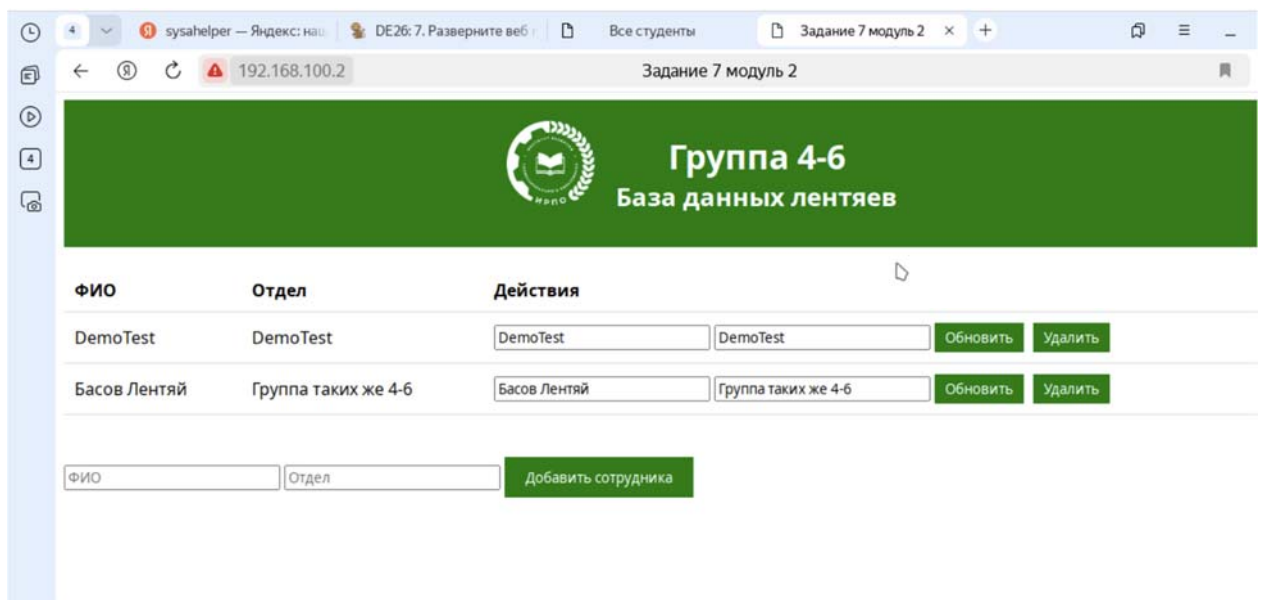 4 sysahelper — Яндекс: наш DE26: 7. Разверните веб Все студенты Задание 7 модуль 2
192.168.100.2 Задание 7 модуль 2
4
Группа 4-6
База данных лентяев
ИРПО
ФИО Отдел Действия
DemoTest DemoTest DemoTest DemoTest Обновить Удалить
Басов Лентяй Группа таких же 4-6 Басов Лентяй Группа таких же 4-6 Обновить Удалить
ФИО Отдел Добавить сотрудника